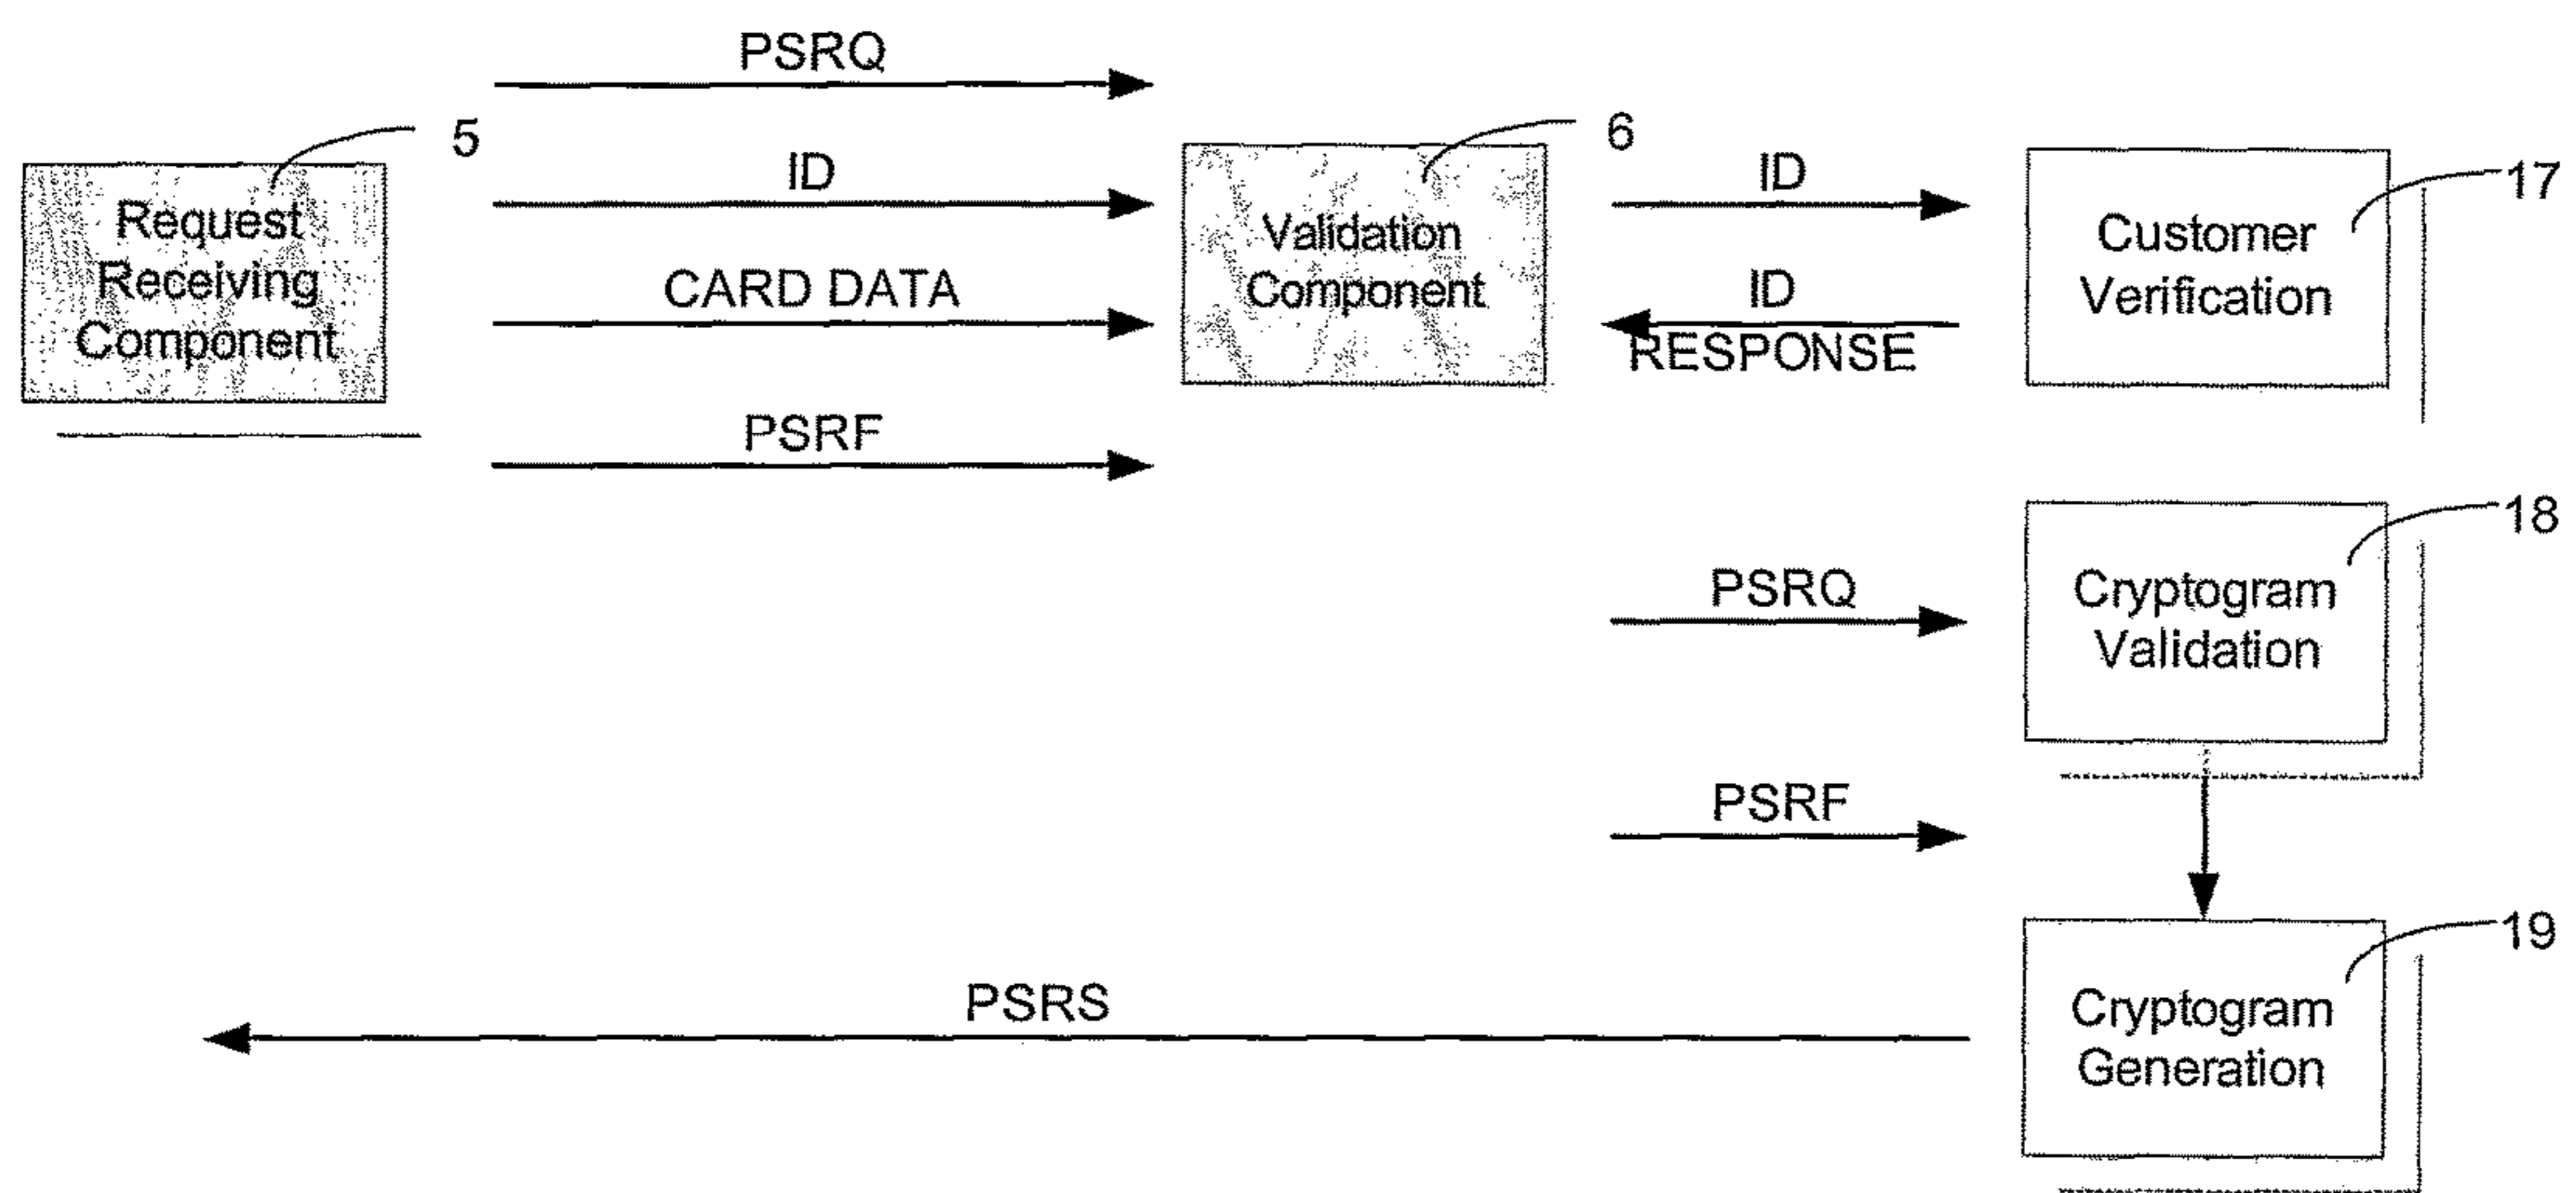 PSRQ
5
6
ID
ID
17
Request
Receiving
Component
Validation
Component
Customer
Verification
CARD DATA
ID
RESPONSE
PSRF
18
PSRQ
Cryptogram
Validation
PSRF
19
PSRS
Cryptogram
Generation